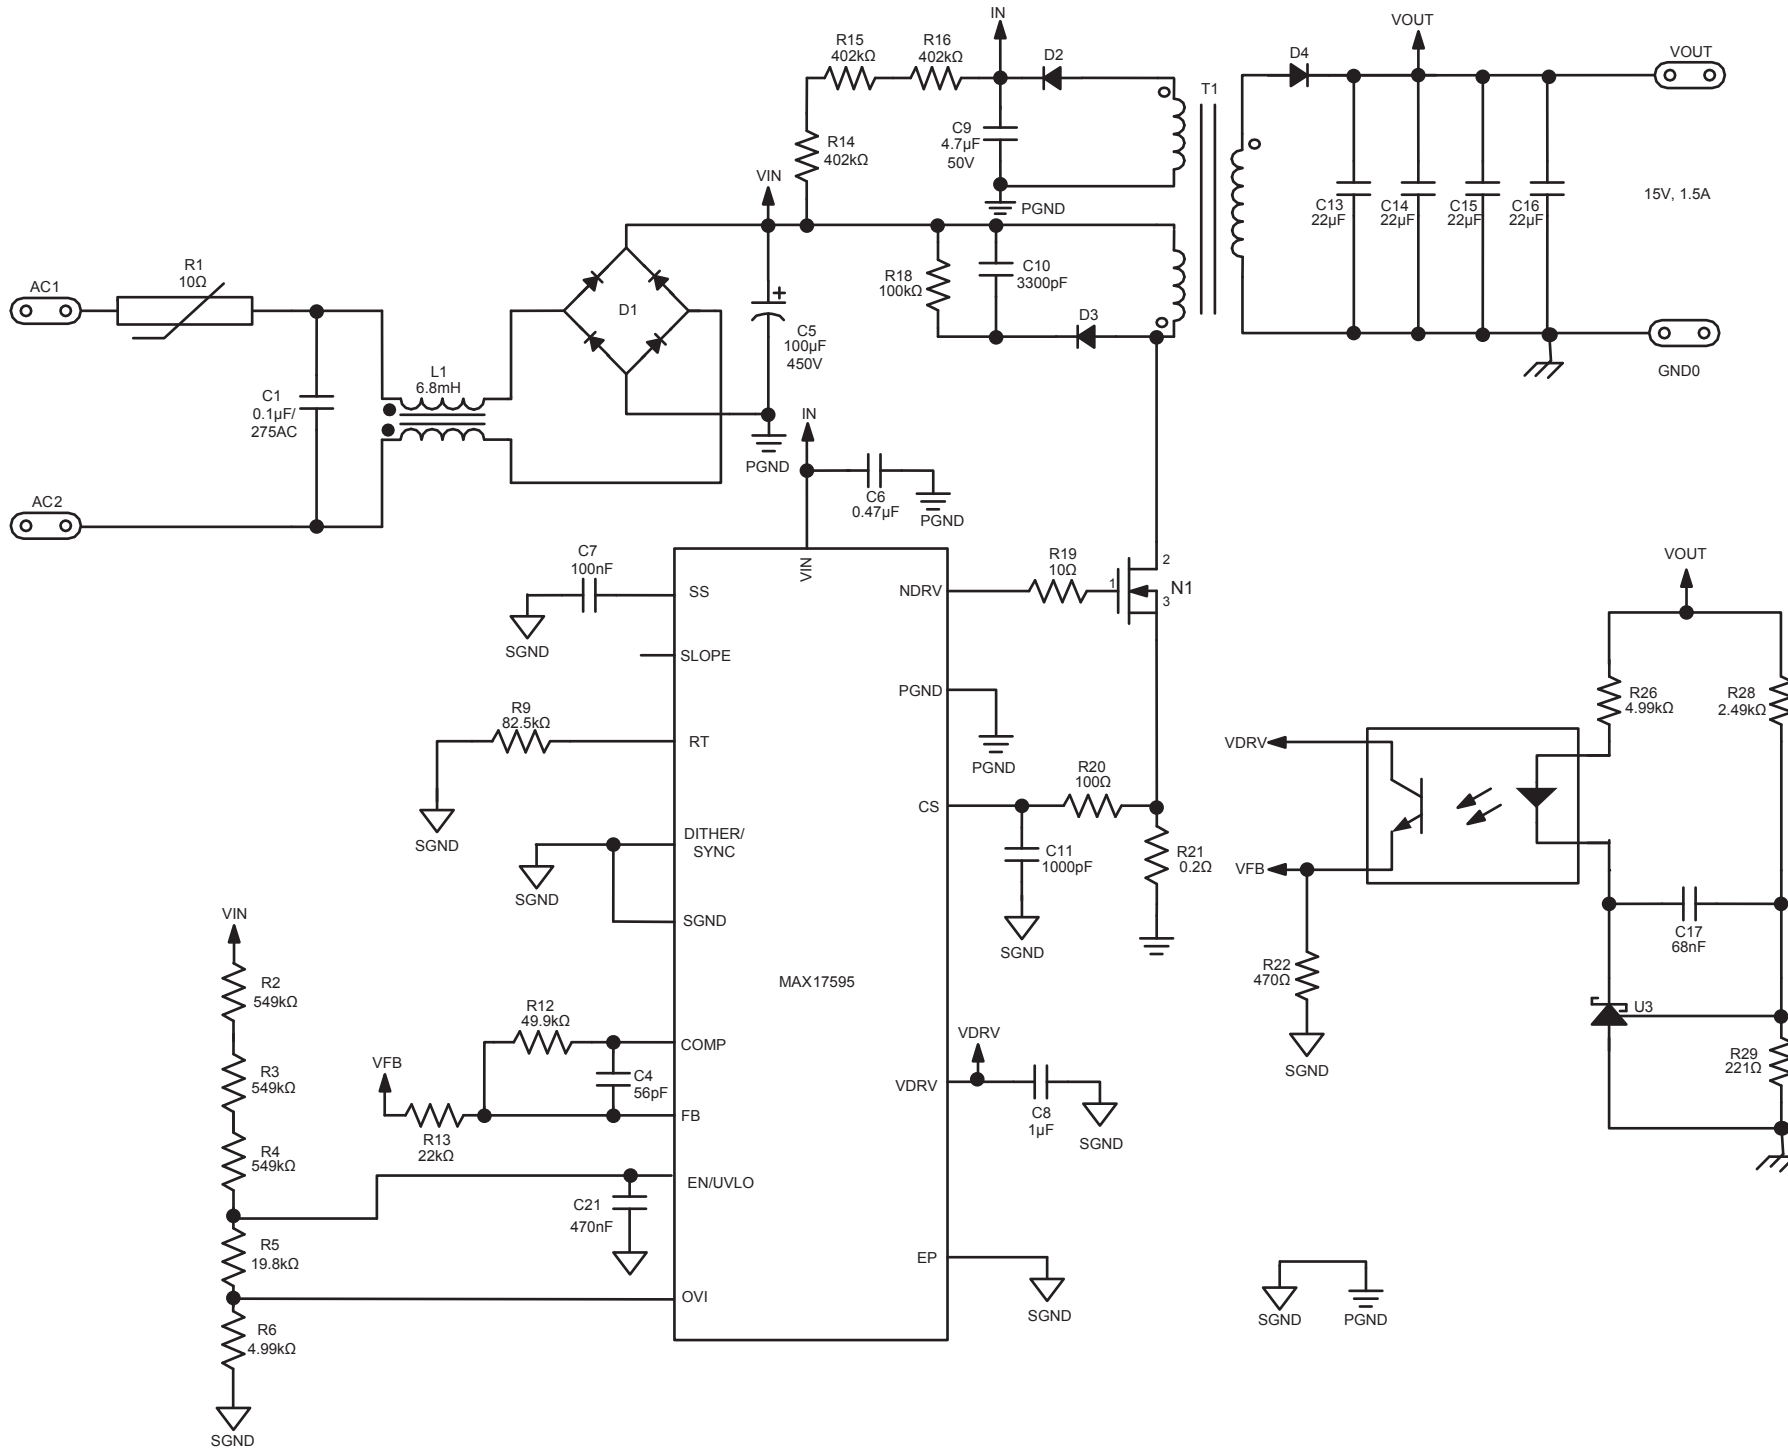 IN
R15
402kΩ
R16
402kΩ
D2
T1
D4
VOUT
VOUT
R14
402kΩ
C9
4.7µF
50V
VIN
PGND
C13
22µF
C14
22µF
C15
22µF
C16
22µF
15V, 1.5A
R1
10Ω
AC1
D1
C5
100µF
450V
R18
100kΩ
C10
3300pF
D3
GND0
C1
0.1µF/
275AC
L1
6.8mH
IN
PGND
AC2
C6
0.47µF
PGND
C7
100nF
SS
SGND
VIN
NDRV
R19
10Ω
1
2
3
N1
VOUT
SLOPE
PGND
PGND
R9
82.5kΩ
RT
SGND
R26
4.99kΩ
R28
2.49kΩ
VDRV
VFB
R20
100Ω
CS
C11
1000pF
R21
0.2Ω
SGND
DITHER/
SYNC
SGND
SGND
C17
68nF
R22
470Ω
SGND
U3
R29
221Ω
MAX17595
VIN
R2
549kΩ
R3
549kΩ
R4
549kΩ
R5
19.8kΩ
R6
4.99kΩ
SGND
R12
49.9kΩ
COMP
VFB
C4
56pF
FB
R13
22kΩ
VDRV
VDRV
C8
1µF
SGND
EN/UVLO
C21
470nF
EP
SGND
OVI
SGND
PGND